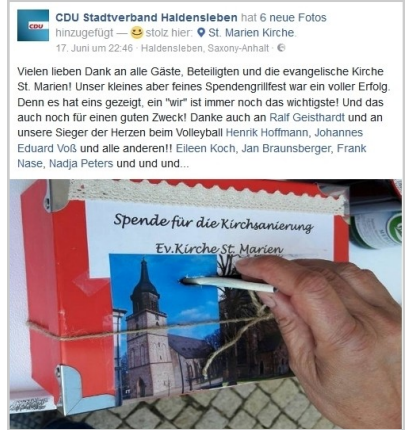 CDU
CDU Stadtverband Haldensleben hat 6 neue Fotos
hinzugefügt — stolz hier: St. Marien Kirche.
17. Juni um 22:46 · Haldensleben, Saxony-Anhalt ·
Vielen lieben Dank an alle Gäste, Beteiligten und die evangelische Kirche
St. Marien! Unser kleines aber feines Spendengrillfest war ein voller Erfolg.
Denn es hat eins gezeigt, ein "wir" ist immer noch das wichtigste! Und das
auch noch für einen guten Zweck! Danke auch an Ralf Geisthardt und an
unsere Sieger der Herzen beim Volleyball Henrik Hoffmann, Johannes
Eduard Voß und alle anderen!! Eileen Koch, Jan Braunsberger, Frank
Nase, Nadja Peters und und und...
Spende für die Kirchsanierung
Ev.Kirche St. Marien